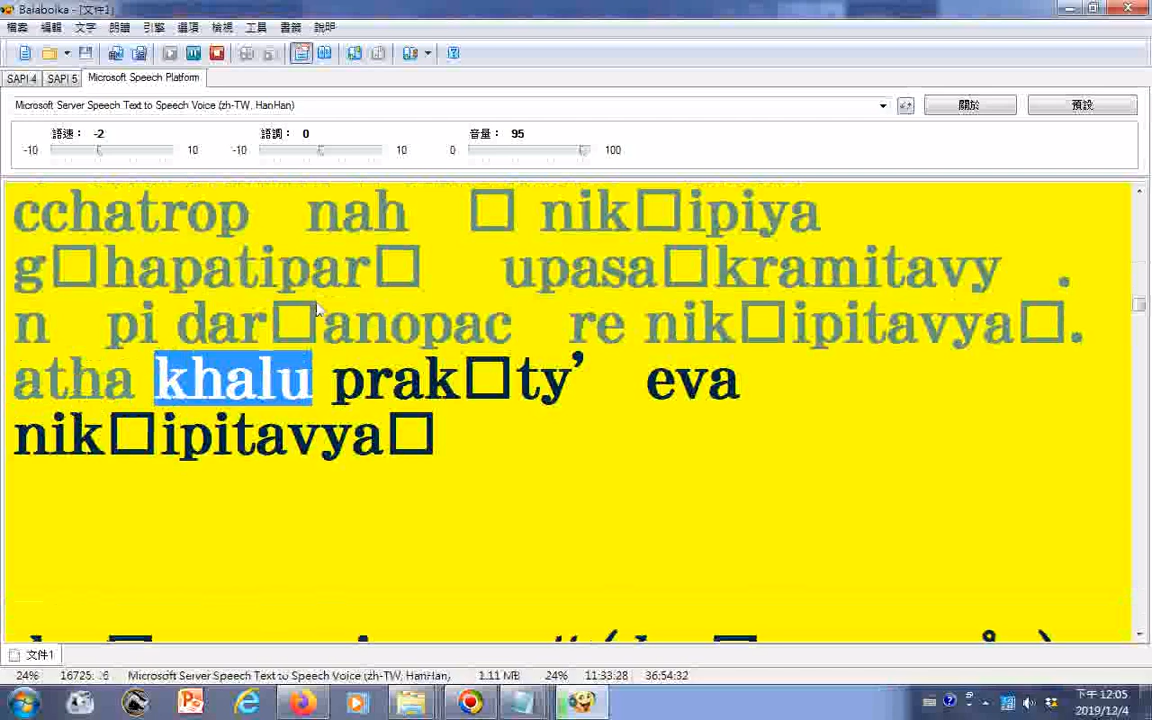 Balabolka - [文件1]
檔案 編輯 文字 朗讀 引擎 選項 檢視 工具 書籤 說明
SAPI 4 SAPI 5 Microsoft Speech Platform
Microsoft Server Speech Text to Speech Voice (zh-TW, HanHan)
關於 預設
語速： -2 語調： 0 音量： 95
-10 10 -10 10 0 100
cchatrop nah □ nik□ipiya
g□hapatipar□ upasa□kramitavy .
n pi dar□anopac re nik□ipitavya□.
atha khalu prak□ty’ eva
nik□ipitavya□
文件1
24% Microsoft Server Speech Text to Speech Voice (zh-TW, HanHan, 1.11 MB 24% 11:33:28 36:54:32
下午 12:05
2019/12/4